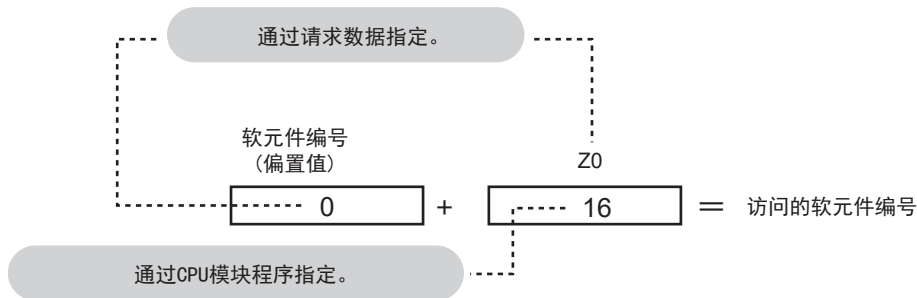 通过请求数据指定。
软元件编号
(偏置值)
Z0
0 + 16 = 访问的软元件编号
通过CPU模块程序指定。